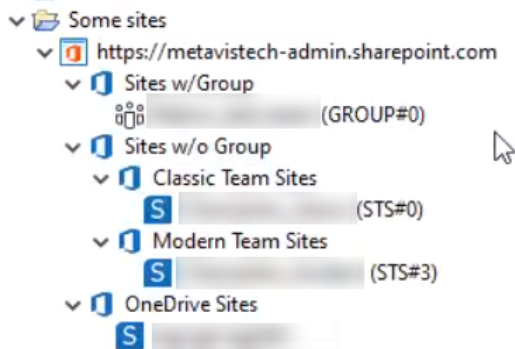 Some sites
https://metavistech-admin.sharepoint.com
Sites w/Group
(GROUP#0)
Sites w/o Group
Classic Team Sites
S (STS#0)
Modern Team Sites
S (STS#3)
OneDrive Sites
S